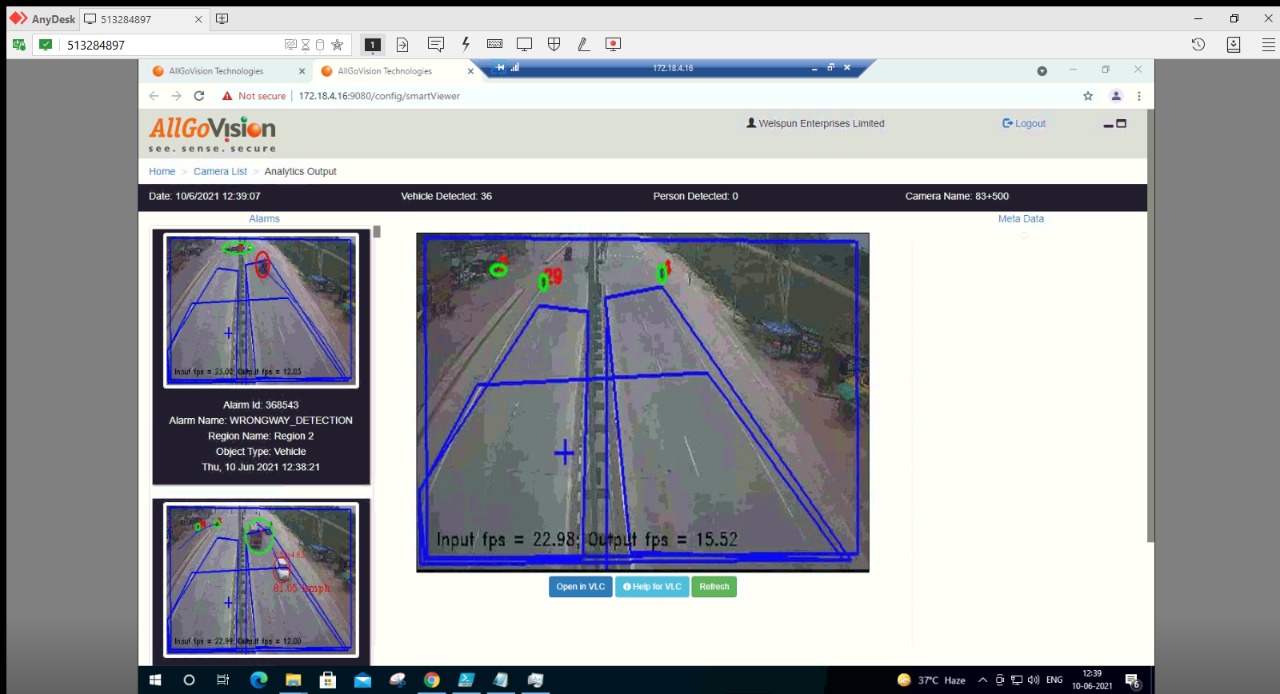 AnyDesk
513284897
513284897
1
AllGoVision Technologies
AllGoVision Technologies
172.18.4.16
Not secure
172.18.4.16:9080/config/smartViewer
AllGoVision
see. sense. secure
Welspun Enterprises Limited
Logout
Home > Camera List > Analytics Output
Date: 10/6/2021 12:39:07
Vehicle Detected: 36
Person Detected: 0
Camera Name: 83+500
Alarms
Meta Data
Input fps = 23.00; Output fps = 12.05
Alarm Id: 368543
Alarm Name: WRONGWAY_DETECTION
Region Name: Region 2
Object Type: Vehicle
Thu, 10 Jun 2021 12:38:21
29
Input fps = 22.98; Output fps = 15.52
Open in VLC
Help for VLC
Refresh
81.05 kmph
Input fps = 22.99; Output fps = 12.00
37°C Haze
ENG
12:39
10-06-2021
6